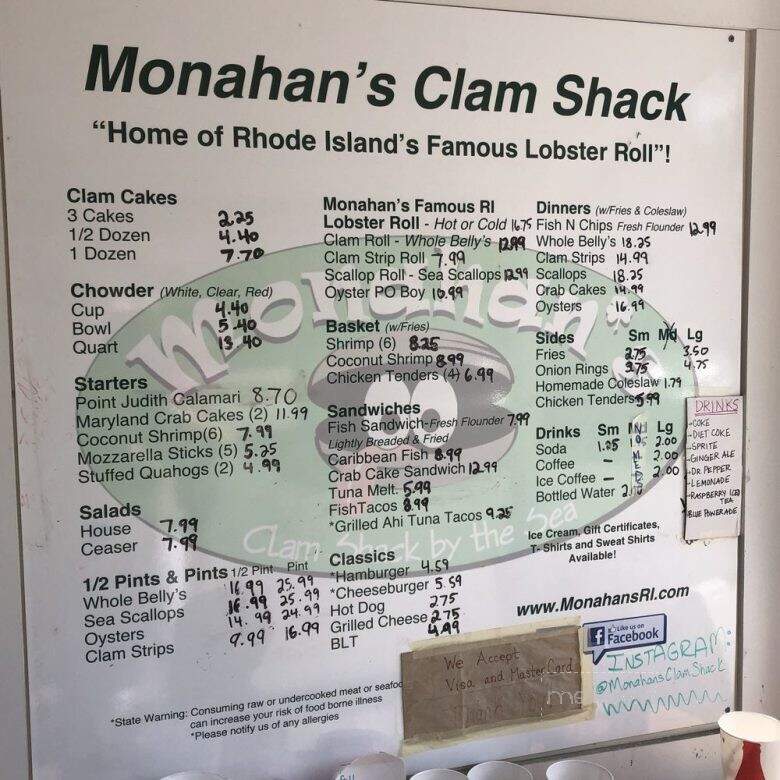 Monahan's Clam Shack
"Home of Rhode Island's Famous Lobster Roll"!
Clam Cakes
3 Cakes 2.25
1/2 Dozen 4.40
1 Dozen 7.70
Chowder (White, Clear, Red)
Cup 4.40
Bowl 5.40
Quart 13.40
Starters
Point Judith Calamari 8.70
Maryland Crab Cakes (2) 11.99
Coconut Shrimp(6) 7.99
Mozzarella Sticks (5) 5.25
Stuffed Quahogs (2) 4.99
Salads
House 7.99
Ceaser 7.99
1/2 Pints & Pints 1/2 Pint Pint
Whole Belly's 16.99 25.99
Sea Scallops 16.99 25.99
Oysters 14.99 24.99
Clam Strips 9.99 16.99
*State Warning: Consuming raw or undercooked meat or seafoo
can increase your risk of food borne illness
*Please notify us of any allergies
Monahan's Famous RI
Lobster Roll - Hot or Cold 16.75
Clam Roll - Whole Belly's 12.99
Clam Strip Roll 7.99
Scallop Roll - Sea Scallops 12.99
Oyster PO Boy 10.99
Basket (w/Fries)
Shrimp (6) 8.25
Coconut Shrimp 8.99
Chicken Tenders (4) 6.99
Sandwiches
Fish Sandwich-Fresh Flounder 7.99
Lightly Breaded & Fried
Caribbean Fish 8.99
Crab Cake Sandwich 12.99
Tuna Melt. 5.99
FishTacos 8.99
*Grilled Ahi Tuna Tacos 9.25
Classics
*Hamburger 4.59
*Cheeseburger 5.59
Hot Dog 2.75
Grilled Cheese 2.75
BLT 4.99
Dinners (w/Fries & Coleslaw)
Fish N Chips Fresh Flounder 12.99
Whole Belly's 18.25
Clam Strips 14.99
Scallops 18.25
Crab Cakes 14.99
Oysters 16.99
Sides Sm Md Lg
Fries 2.75 3.50
Onion Rings 3.75 4.75
Homemade Coleslaw 1.79
Chicken Tenders 5.99
Drinks Sm Lg
Soda 1.05 2.00
Coffee – 2.00
Ice Coffee – 2.00
Bottled Water
Ice Cream, Gift Certificates,
T- Shirts and Sweat Shirts
Available!
www.MonahansRI.com
DRINKS
-COKE
-DIET COKE
-SPRITE
-GINGER ALE
-DR PEPPER
-LEMONADE
-RASPBERRY ICED
TEA
-BLUE POWERADE
Monahan's
Clam Shack by the Sea
We Accept
Visa and MasterCard
Like us on
Facebook
INSTAGRAM:
@MonahansClamShack